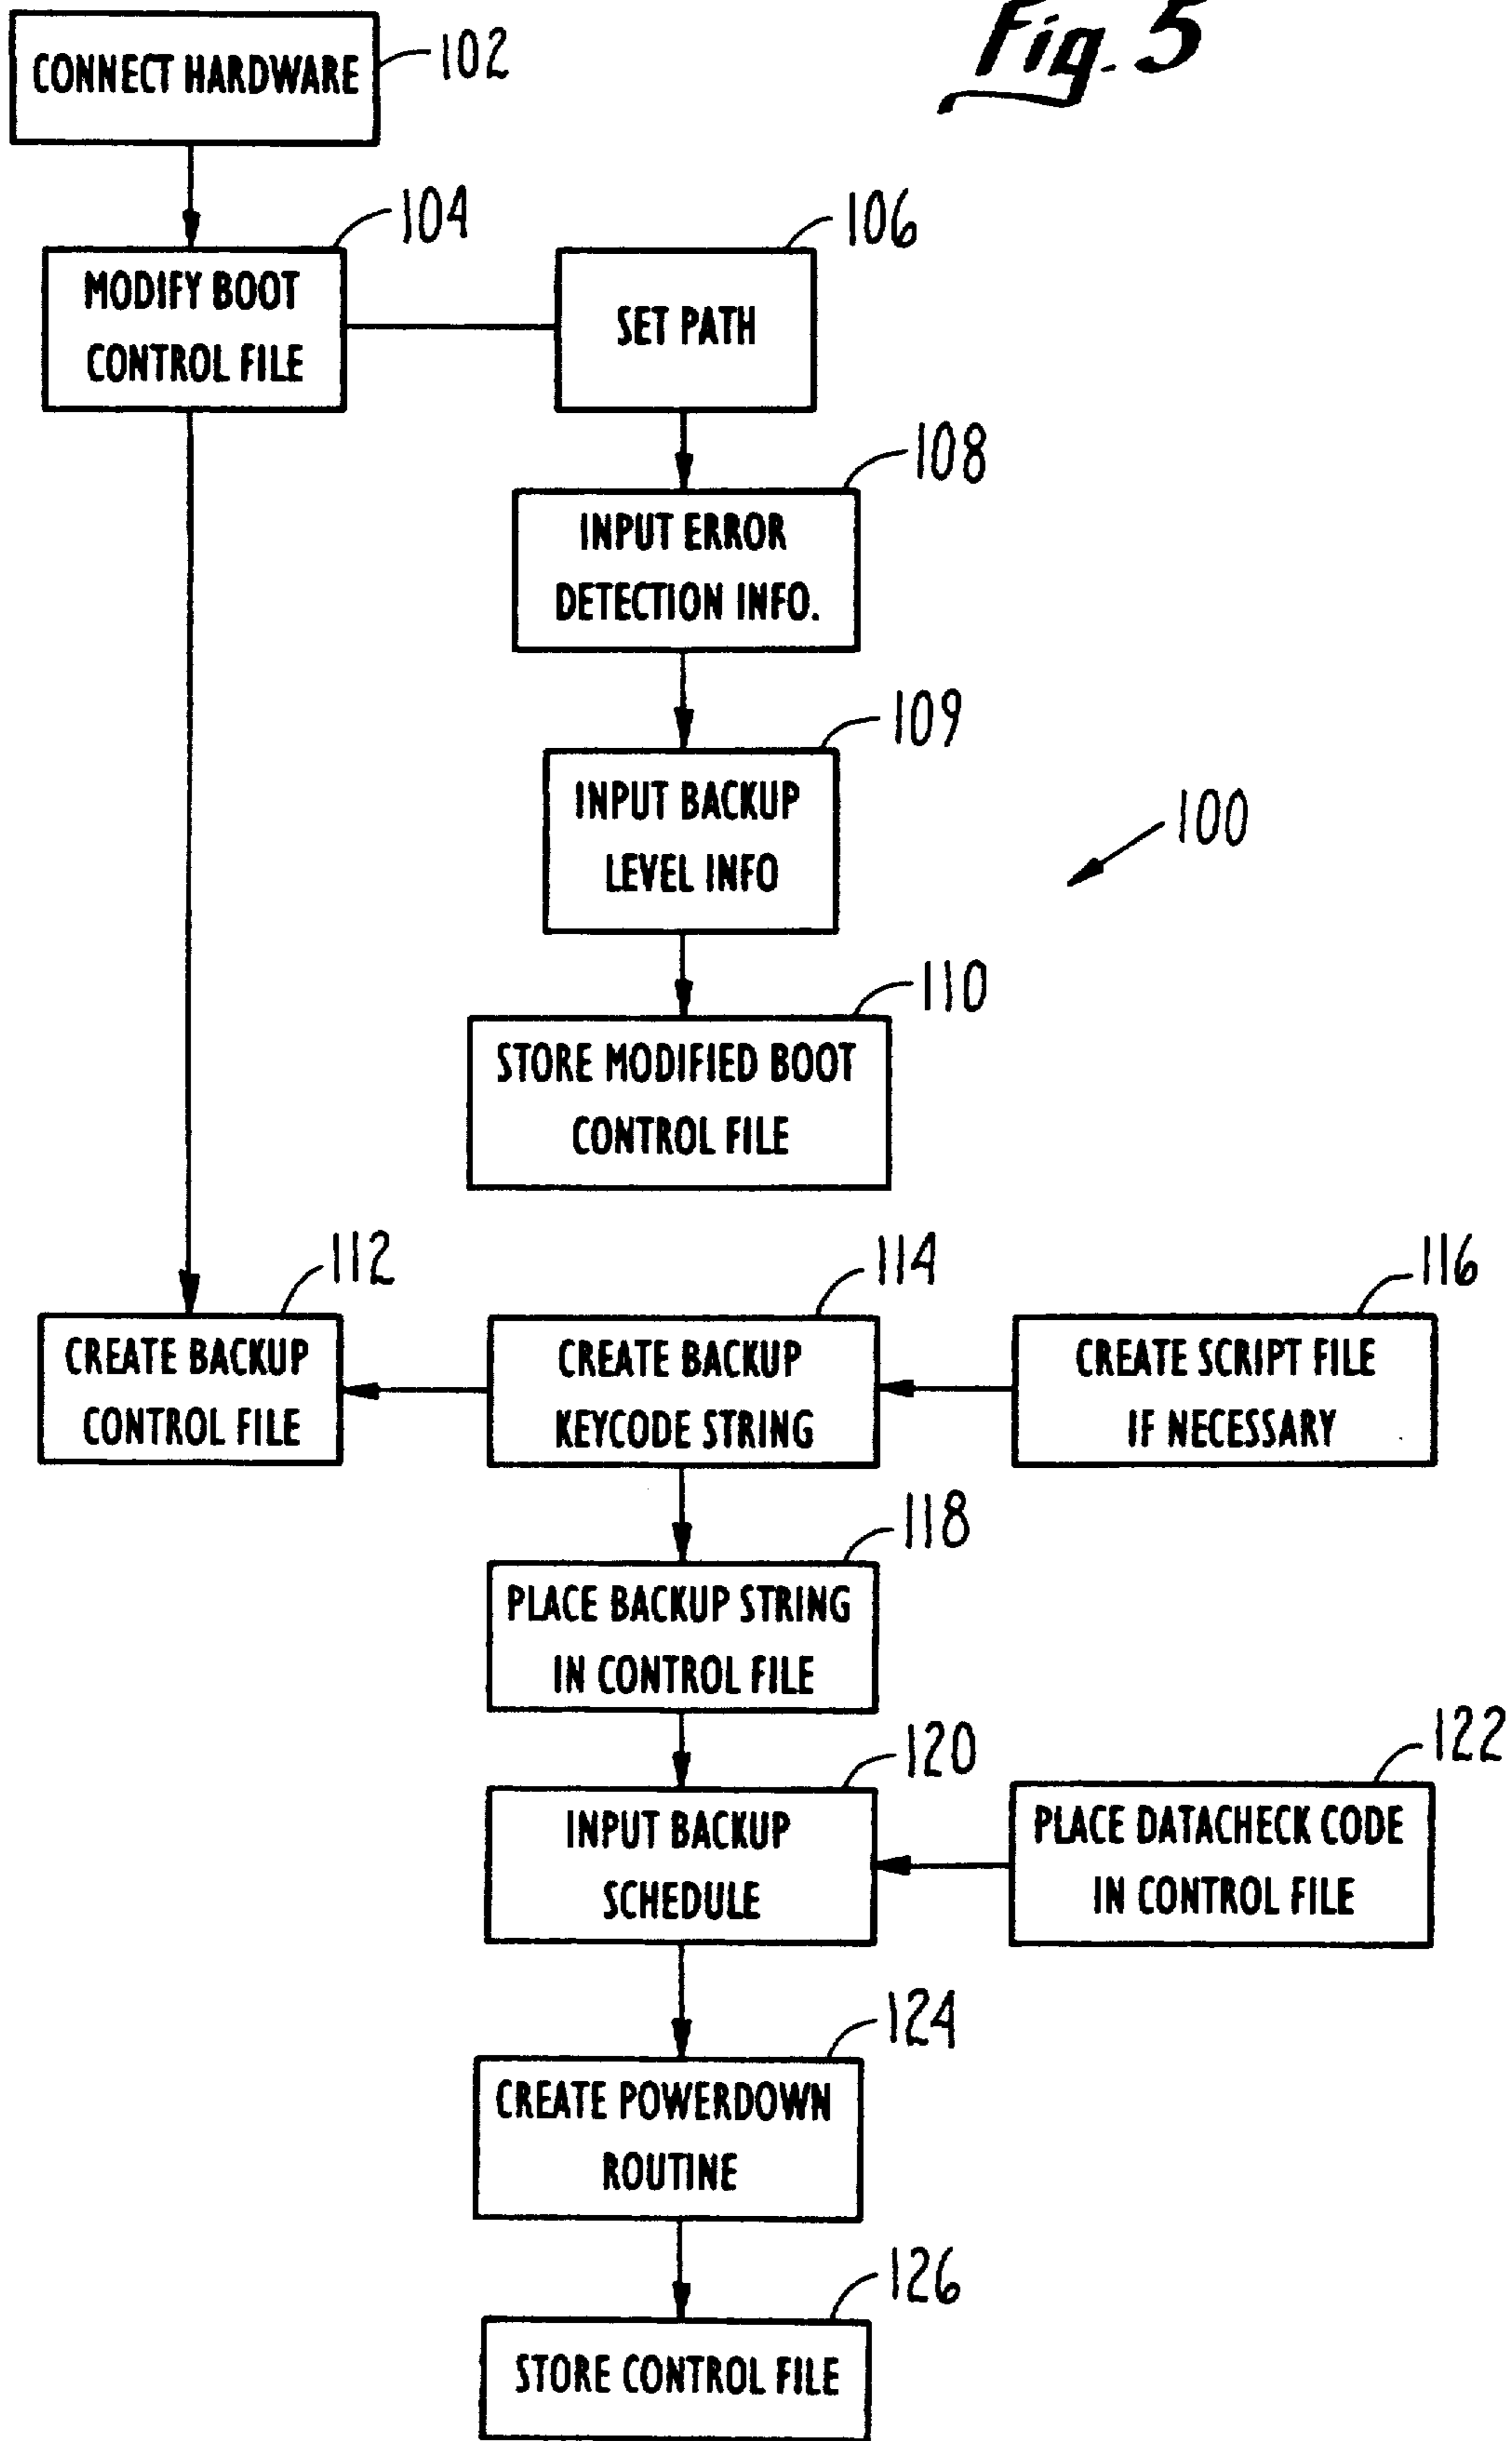 Fig. 5
CONNECT HARDWARE
102
104
MODIFY BOOT
CONTROL FILE
106
SET PATH
108
INPUT ERROR
DETECTION INFO.
109
INPUT BACKUP
LEVEL INFO
100
110
STORE MODIFIED BOOT
CONTROL FILE
112
CREATE BACKUP
CONTROL FILE
114
CREATE BACKUP
KEYCODE STRING
116
CREATE SCRIPT FILE
IF NECESSARY
118
PLACE BACKUP STRING
IN CONTROL FILE
120
INPUT BACKUP
SCHEDULE
122
PLACE DATACHECK CODE
IN CONTROL FILE
124
CREATE POWERDOWN
ROUTINE
126
STORE CONTROL FILE